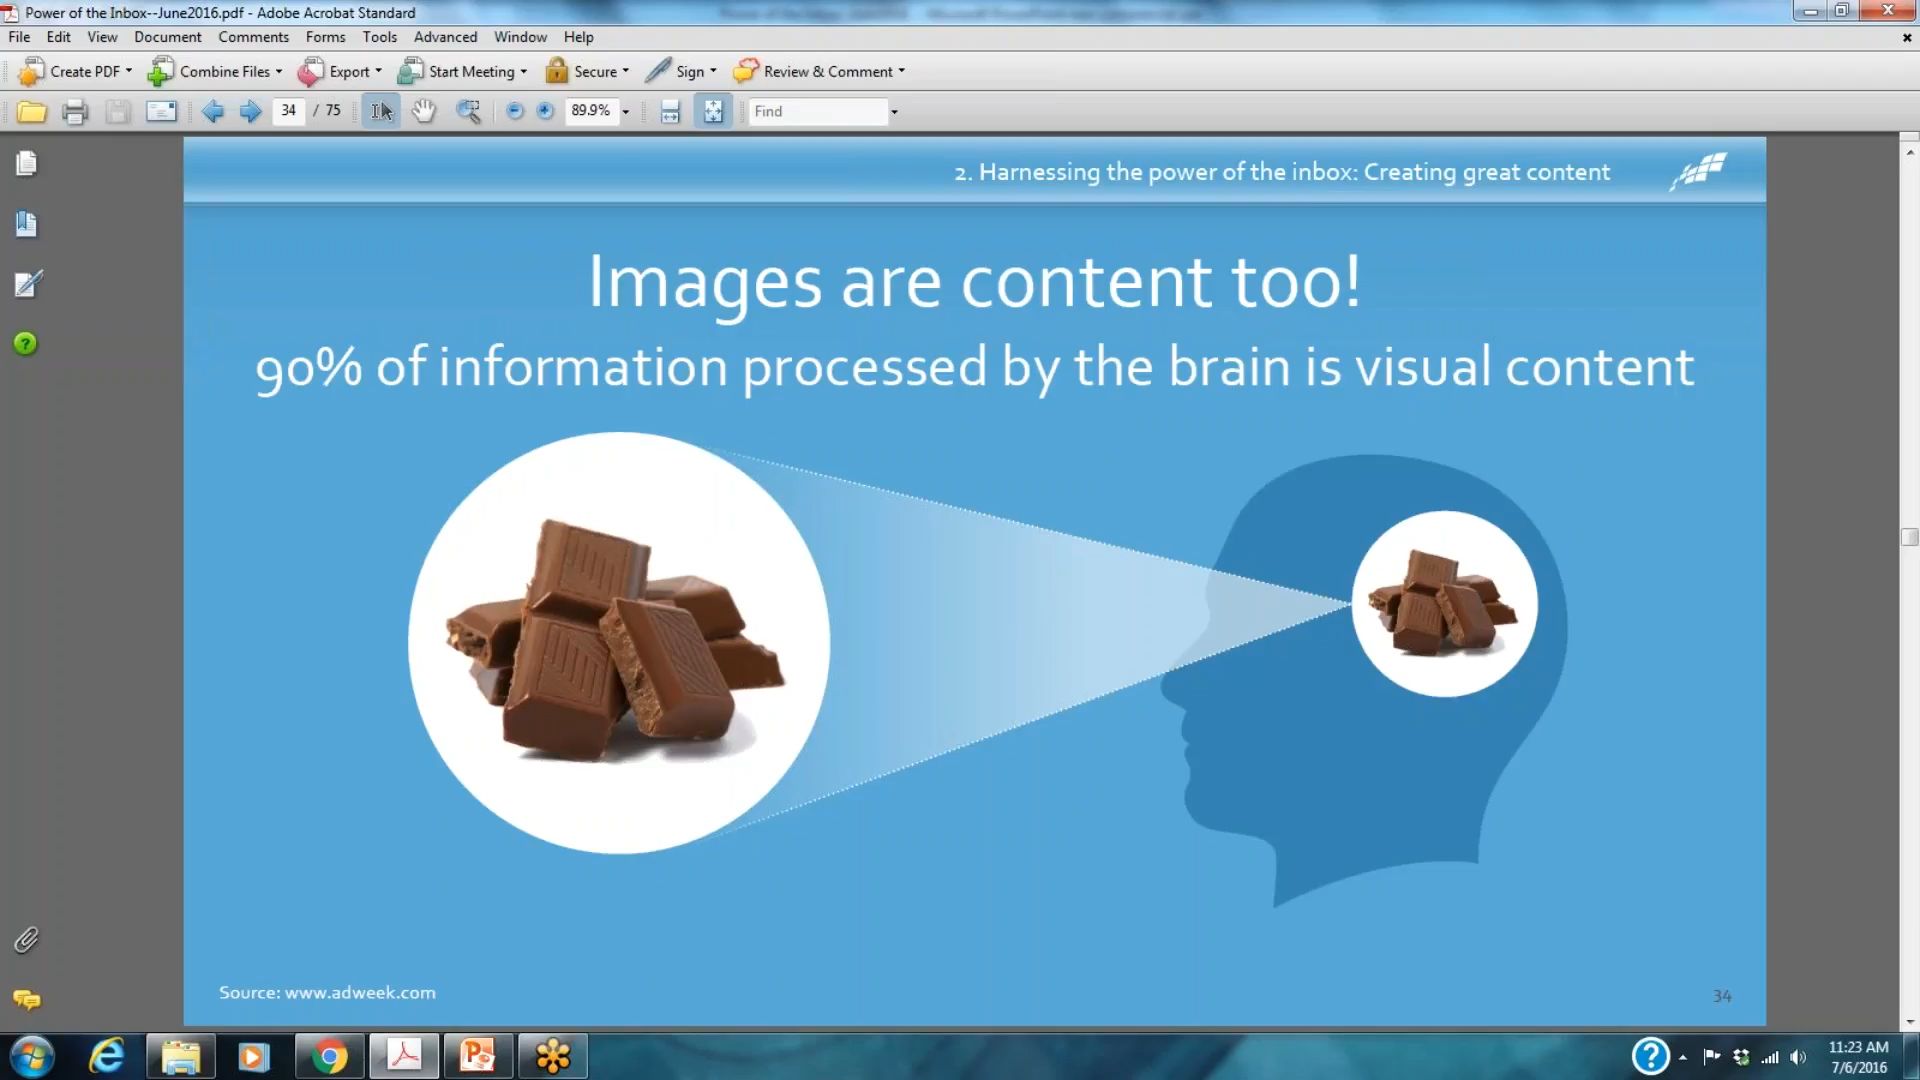 Power of the Inbox--June2016.pdf - Adobe Acrobat Standard
File Edit View Document Comments Forms Tools Advanced Window Help
Create PDF Combine Files Export Start Meeting Secure Sign Review & Comment
34 / 75 89.9% Find
2. Harnessing the power of the inbox: Creating great content
Images are content too!
90% of information processed by the brain is visual content
Source: www.adweek.com
34
11:23 AM
7/6/2016